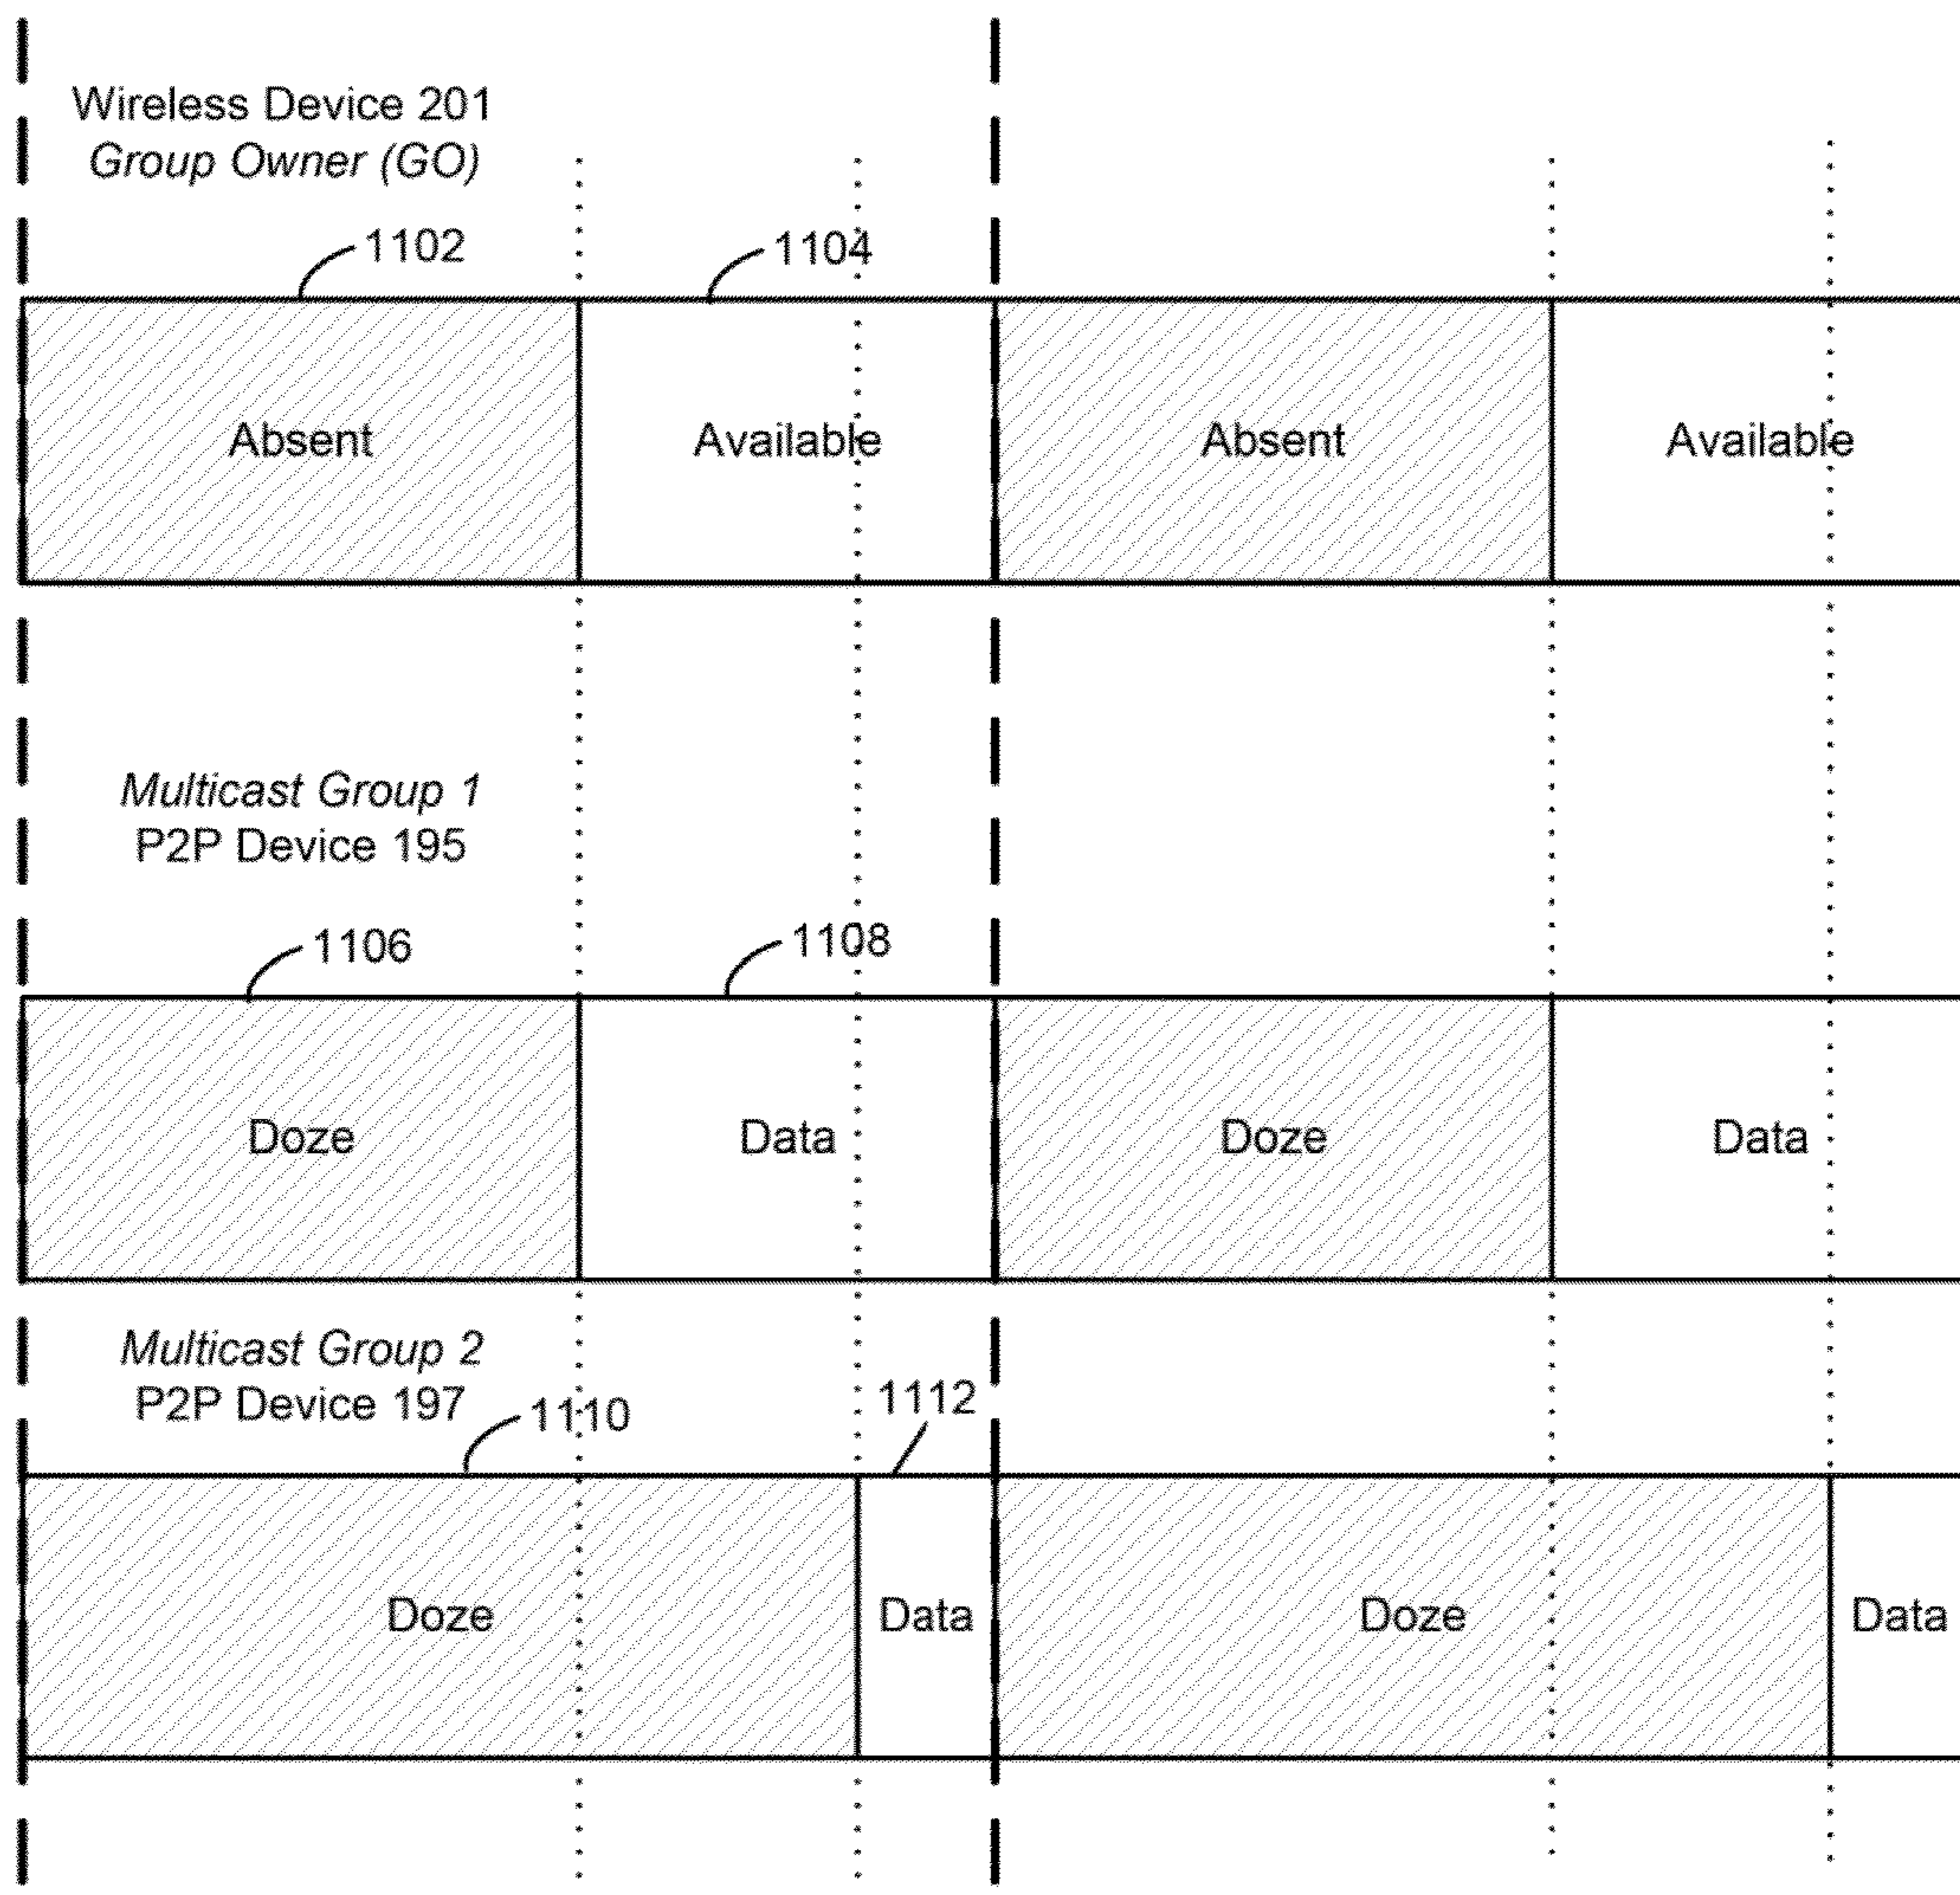 Wireless Device 201
Group Owner (GO)
1102
1104
Absent
Available
Absent
Available
Multicast Group 1
P2P Device 195
1106
1108
Doze
Data
Doze
Data
Multicast Group 2
P2P Device 197
1110
1112
Doze
Data
Doze
Data